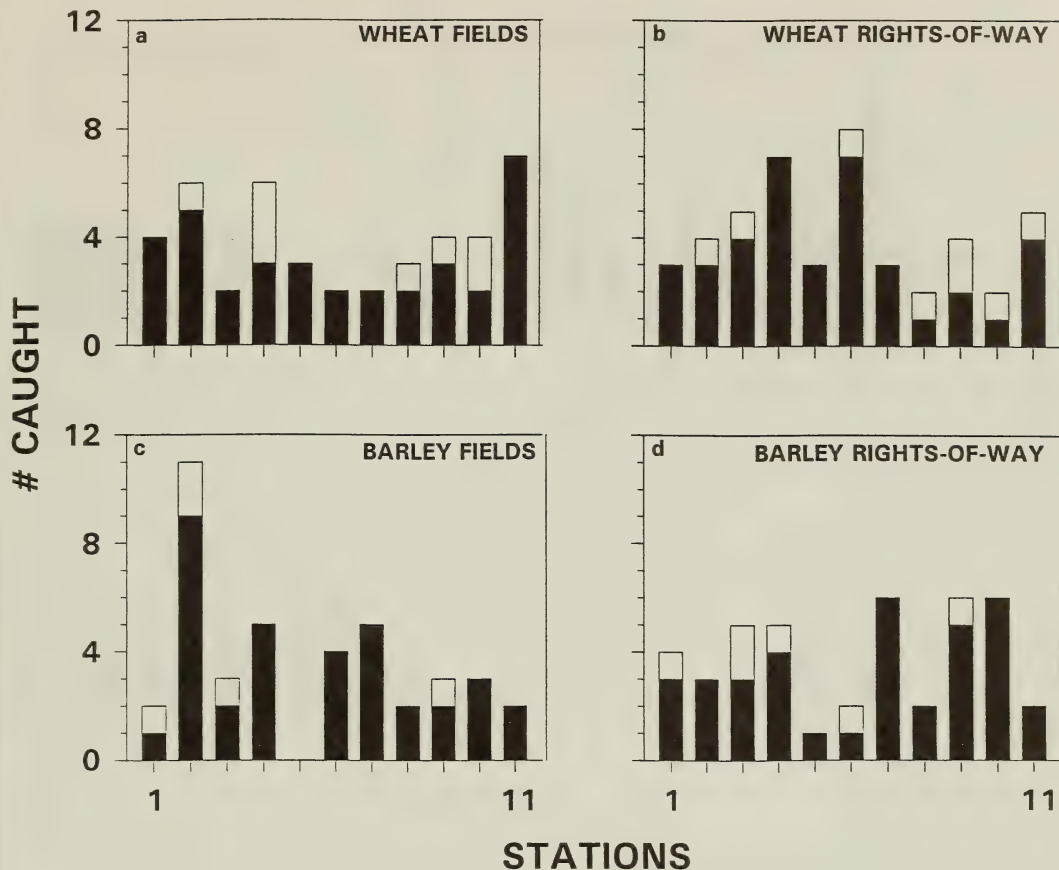 # CAUGHT
a WHEAT FIELDS
12
8
4
0
b WHEAT RIGHTS-OF-WAY
c BARLEY FIELDS
12
8
4
0
1 11
d BARLEY RIGHTS-OF-WAY
1 11
STATIONS